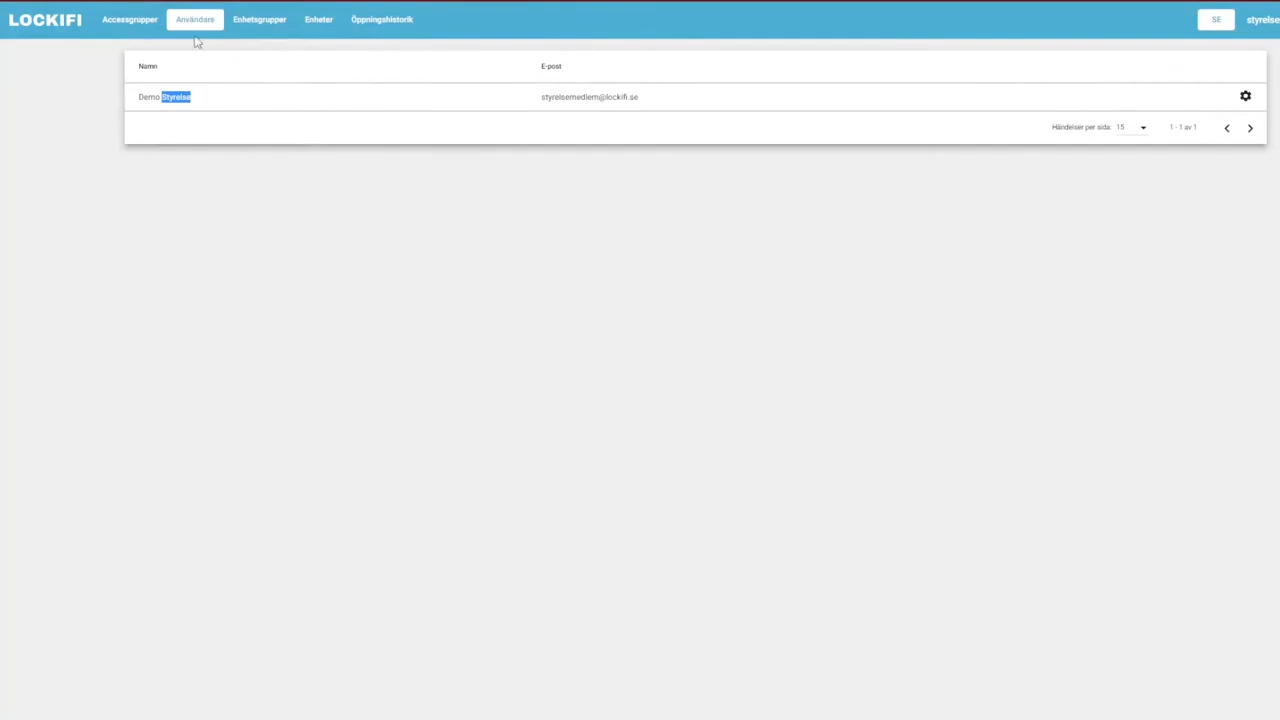 LOCKIFI Accessgrupper Användare Enhetsgrupper Enheter Öppningshistorik SE styrelse
Namn E-post
Demo Styrelse styrelsemedlem@lockifi.se
Händelser per sida: 15 1 - 1 av 1